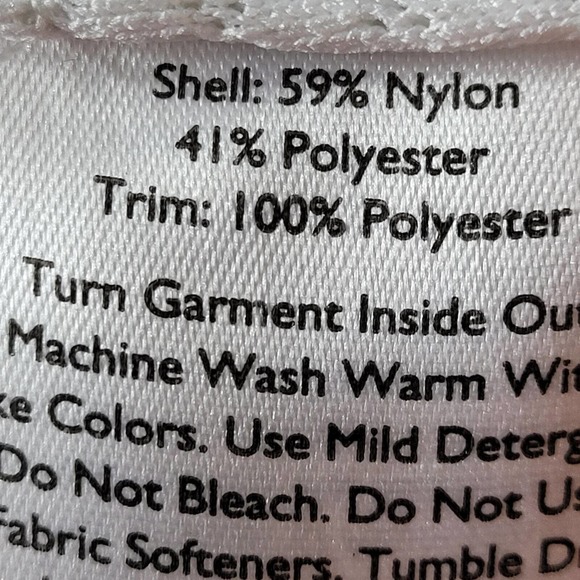 Shell: 59% Nylon
41% Polyester
Trim: 100% Polyester
Turn Garment Inside Out
Machine Wash Warm Wit
ke Colors. Use Mild Deterg
Do Not Bleach. Do Not Us
Fabric Softeners. Tumble D